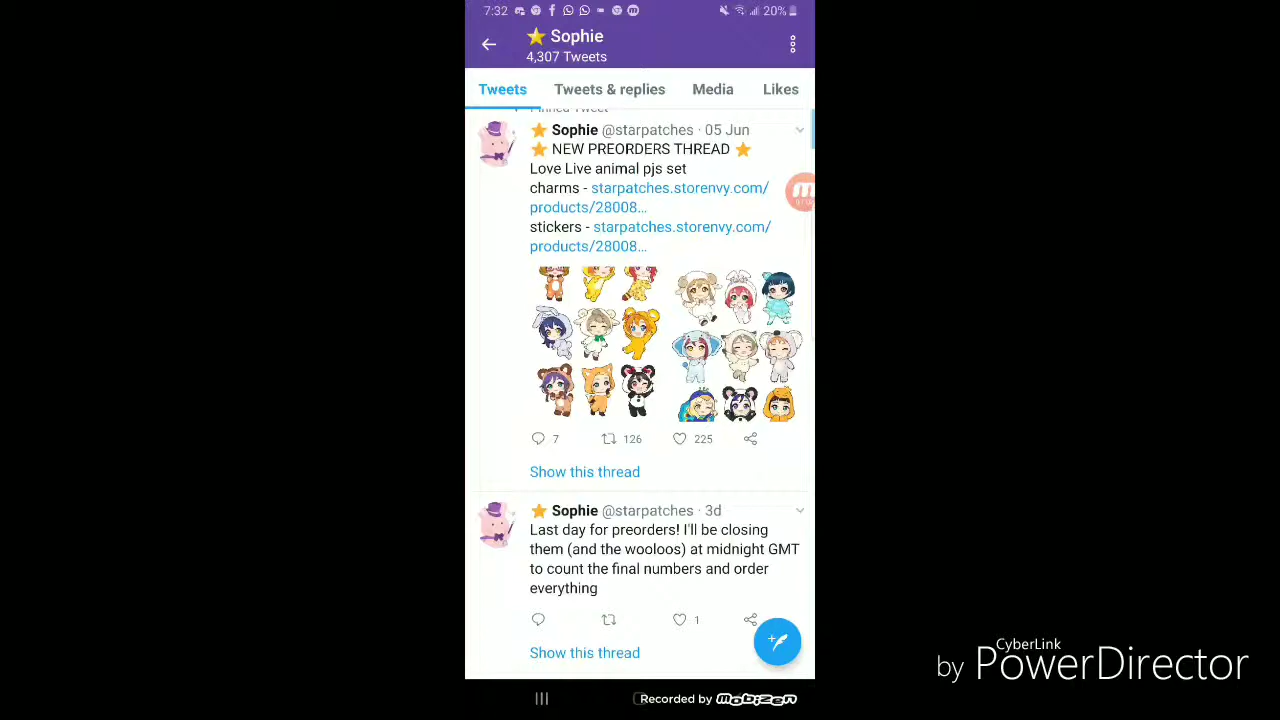 7:32
20%
⭐ Sophie
4,307 Tweets
Tweets
Tweets & replies
Media
Likes
Pinned Tweet
⭐ Sophie @starpatches · 05 Jun
⭐ NEW PREORDERS THREAD ⭐
Love Live animal pjs set
charms - starpatches.storenvy.com/
products/28008...
stickers - starpatches.storenvy.com/
products/28008...
7
126
225
Show this thread
⭐ Sophie @starpatches · 3d
Last day for preorders! I'll be closing
them (and the wooloos) at midnight GMT
to count the final numbers and order
everything
1
Show this thread
Recorded by MOBIZEN
CyberLink
by PowerDirector